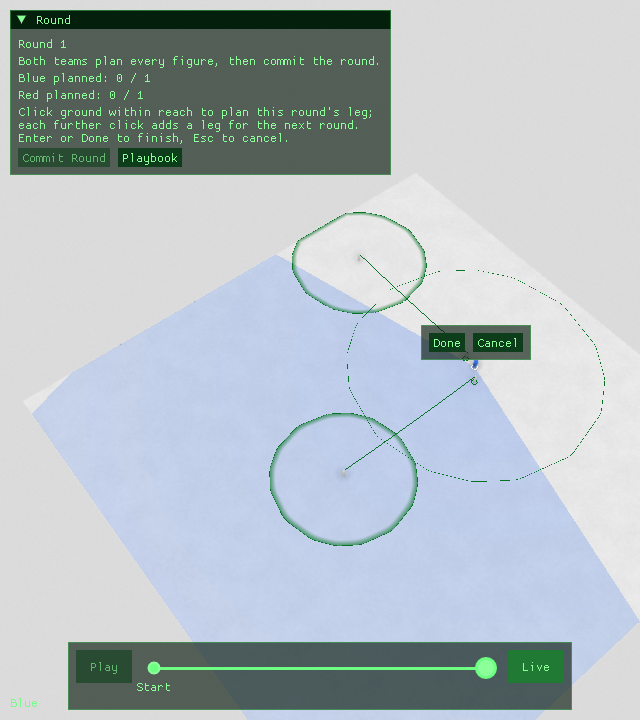 Round
Round 1
Both teams plan every figure, then commit the round.
Blue planned: 0 / 1
Red planned: 0 / 1
Click ground within reach to plan this round's leg;
each further click adds a leg for the next round.
Enter or Done to finish, Esc to cancel.
Commit Round Playbook
Done Cancel
Play Live
Start
Blue